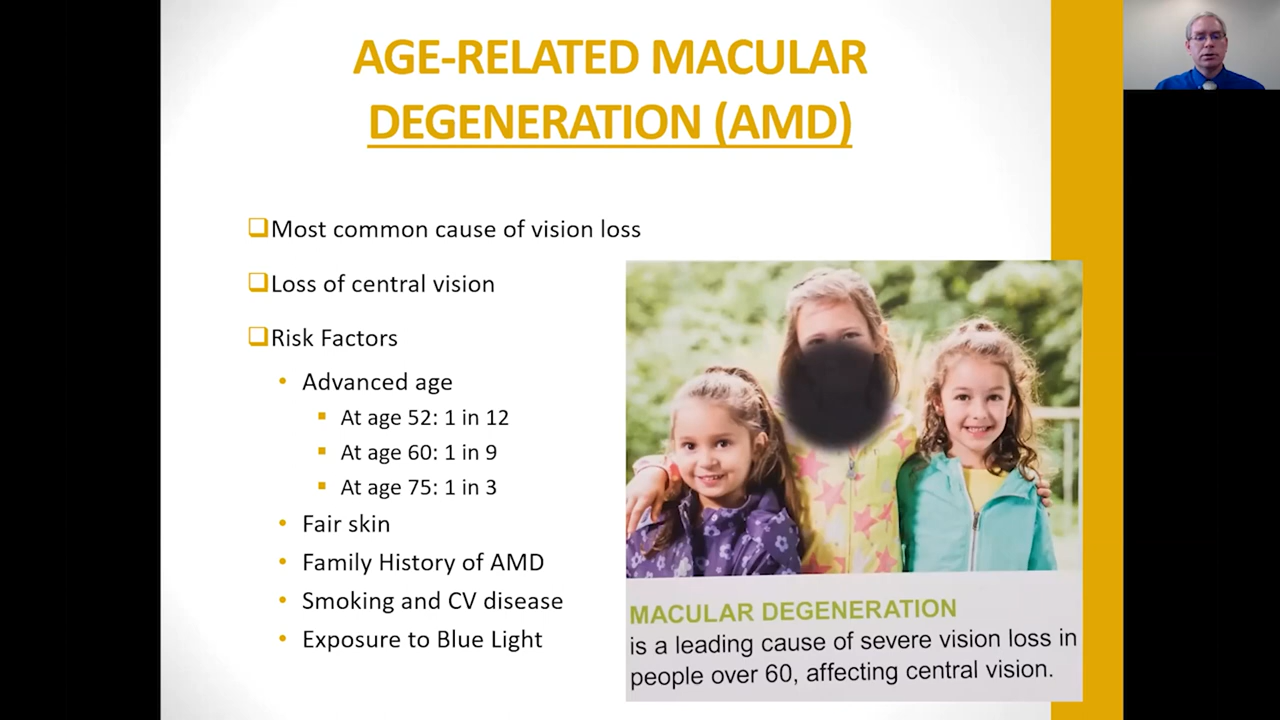 AGE-RELATED MACULAR
DEGENERATION (AMD)
Most common cause of vision loss
Loss of central vision
Risk Factors
Advanced age
At age 52: 1 in 12
At age 60: 1 in 9
At age 75: 1 in 3
Fair skin
Family History of AMD
Smoking and CV disease
Exposure to Blue Light
MACULAR DEGENERATION
is a leading cause of severe vision loss in
people over 60, affecting central vision.